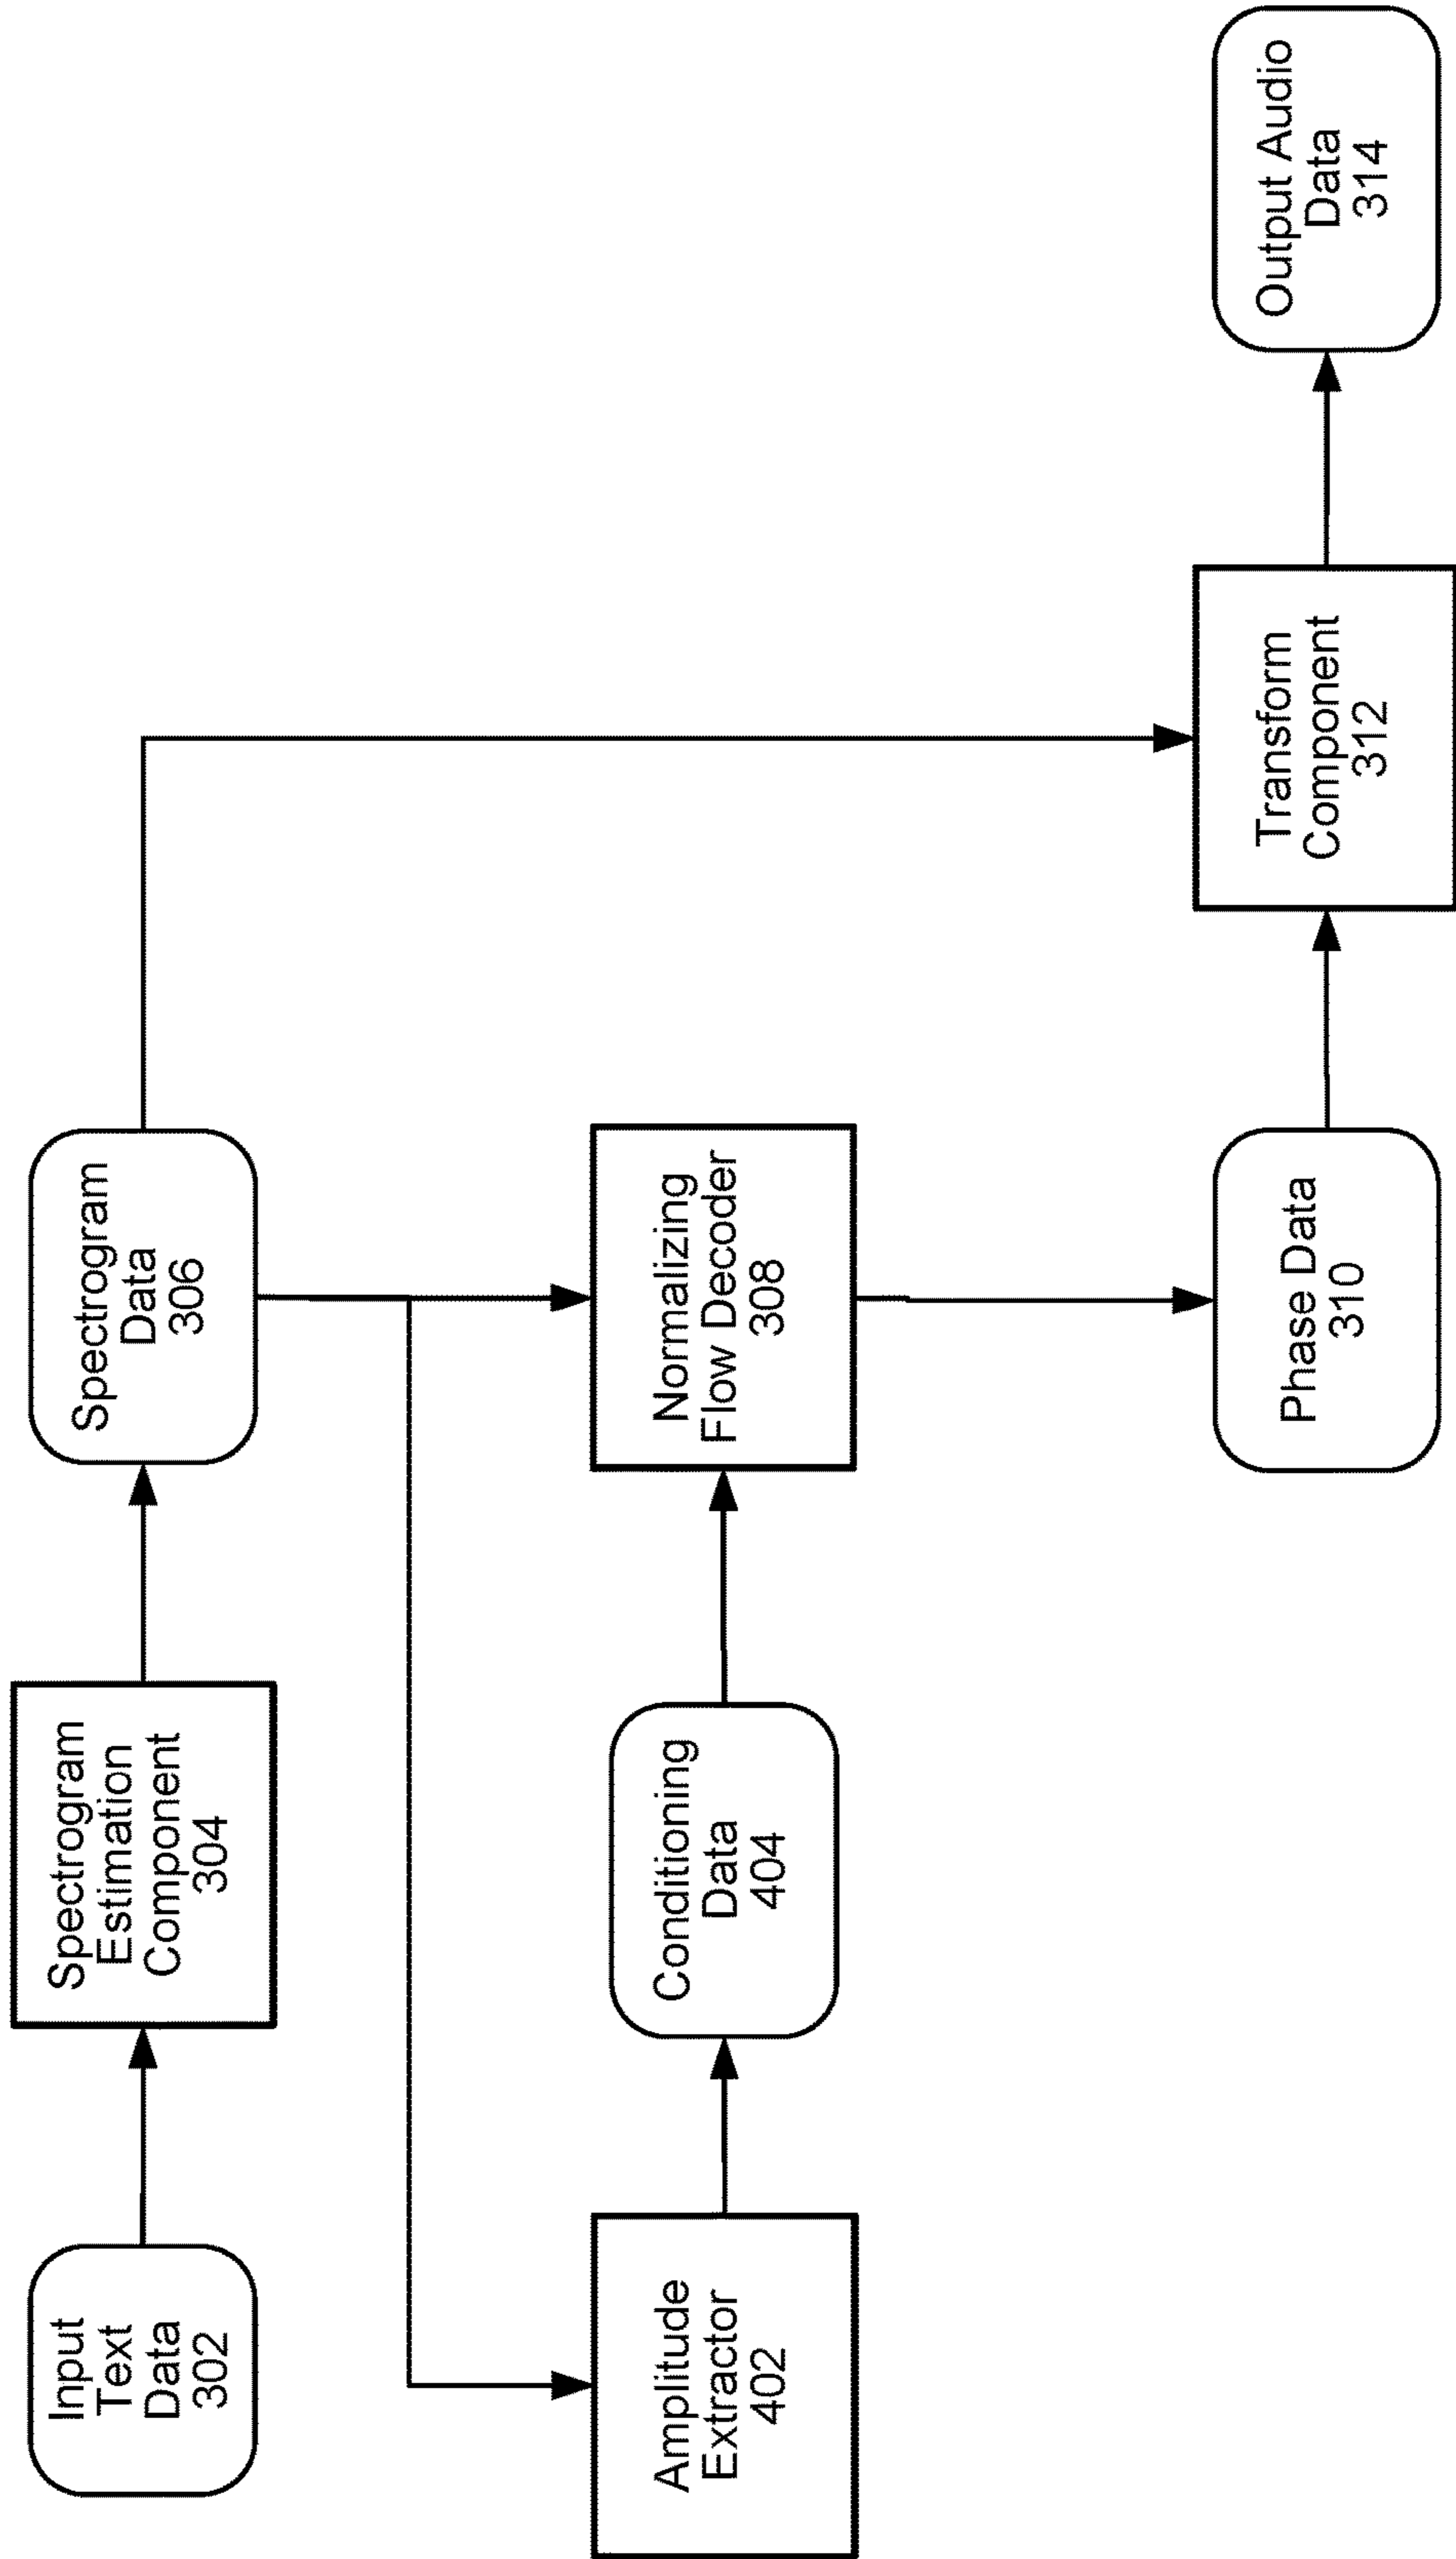 Input
Text
Data
302
Spectrogram
Estimation
Component
304
Spectrogram
Data
306
Amplitude
Extractor
402
Conditioning
Data
404
Normalizing
Flow Decoder
308
Phase Data
310
Transform
Component
312
Output Audio
Data
314